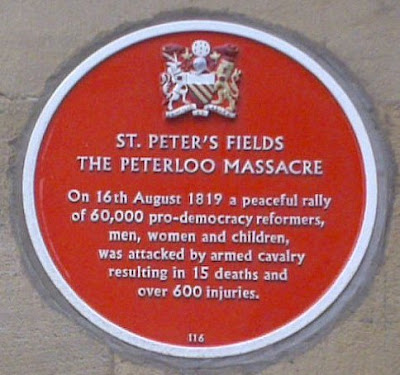 ST. PETER'S FIELDS
THE PETERLOO MASSACRE
On 16th August 1819 a peaceful rally
of 60,000 pro-democracy reformers,
men, women and children,
was attacked by armed cavalry
resulting in 15 deaths and
over 600 injuries.
116